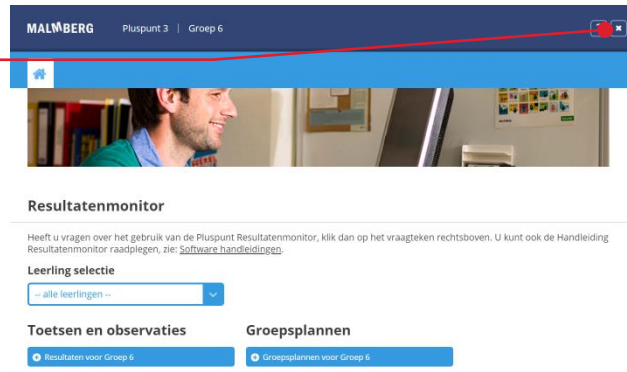 MALMBERG Pluspunt 3 | Groep 6
Resultatenmonitor
Heeft u vragen over het gebruik van de Pluspunt Resultatenmonitor, klik dan op het vraagteken rechtsboven. U kunt ook de Handleiding
Resultatenmonitor raadplegen, zie: Software handleidingen.
Leerling selectie
-- alle leerlingen --
Toetsen en observaties Groepsplannen
Resultaten voor Groep 6 Groepsplannen voor Groep 6